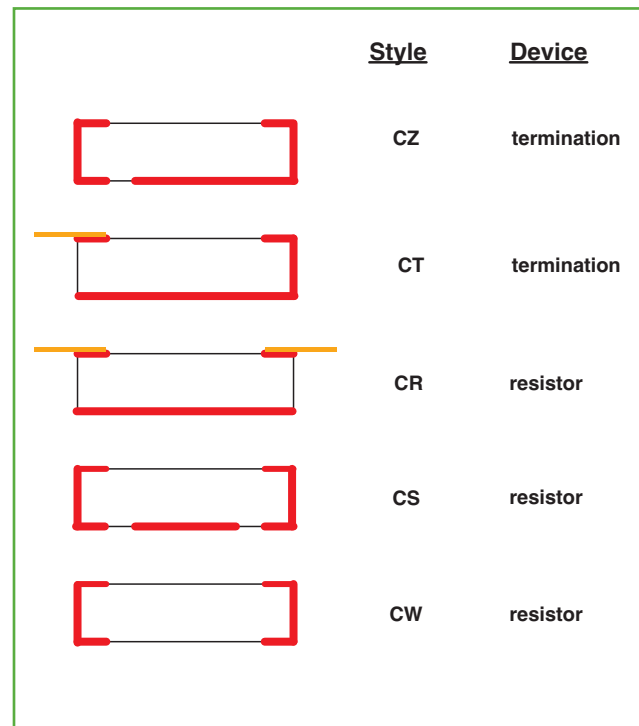 Style Device
CZ termination
CT termination
CR resistor
CS resistor
CW resistor